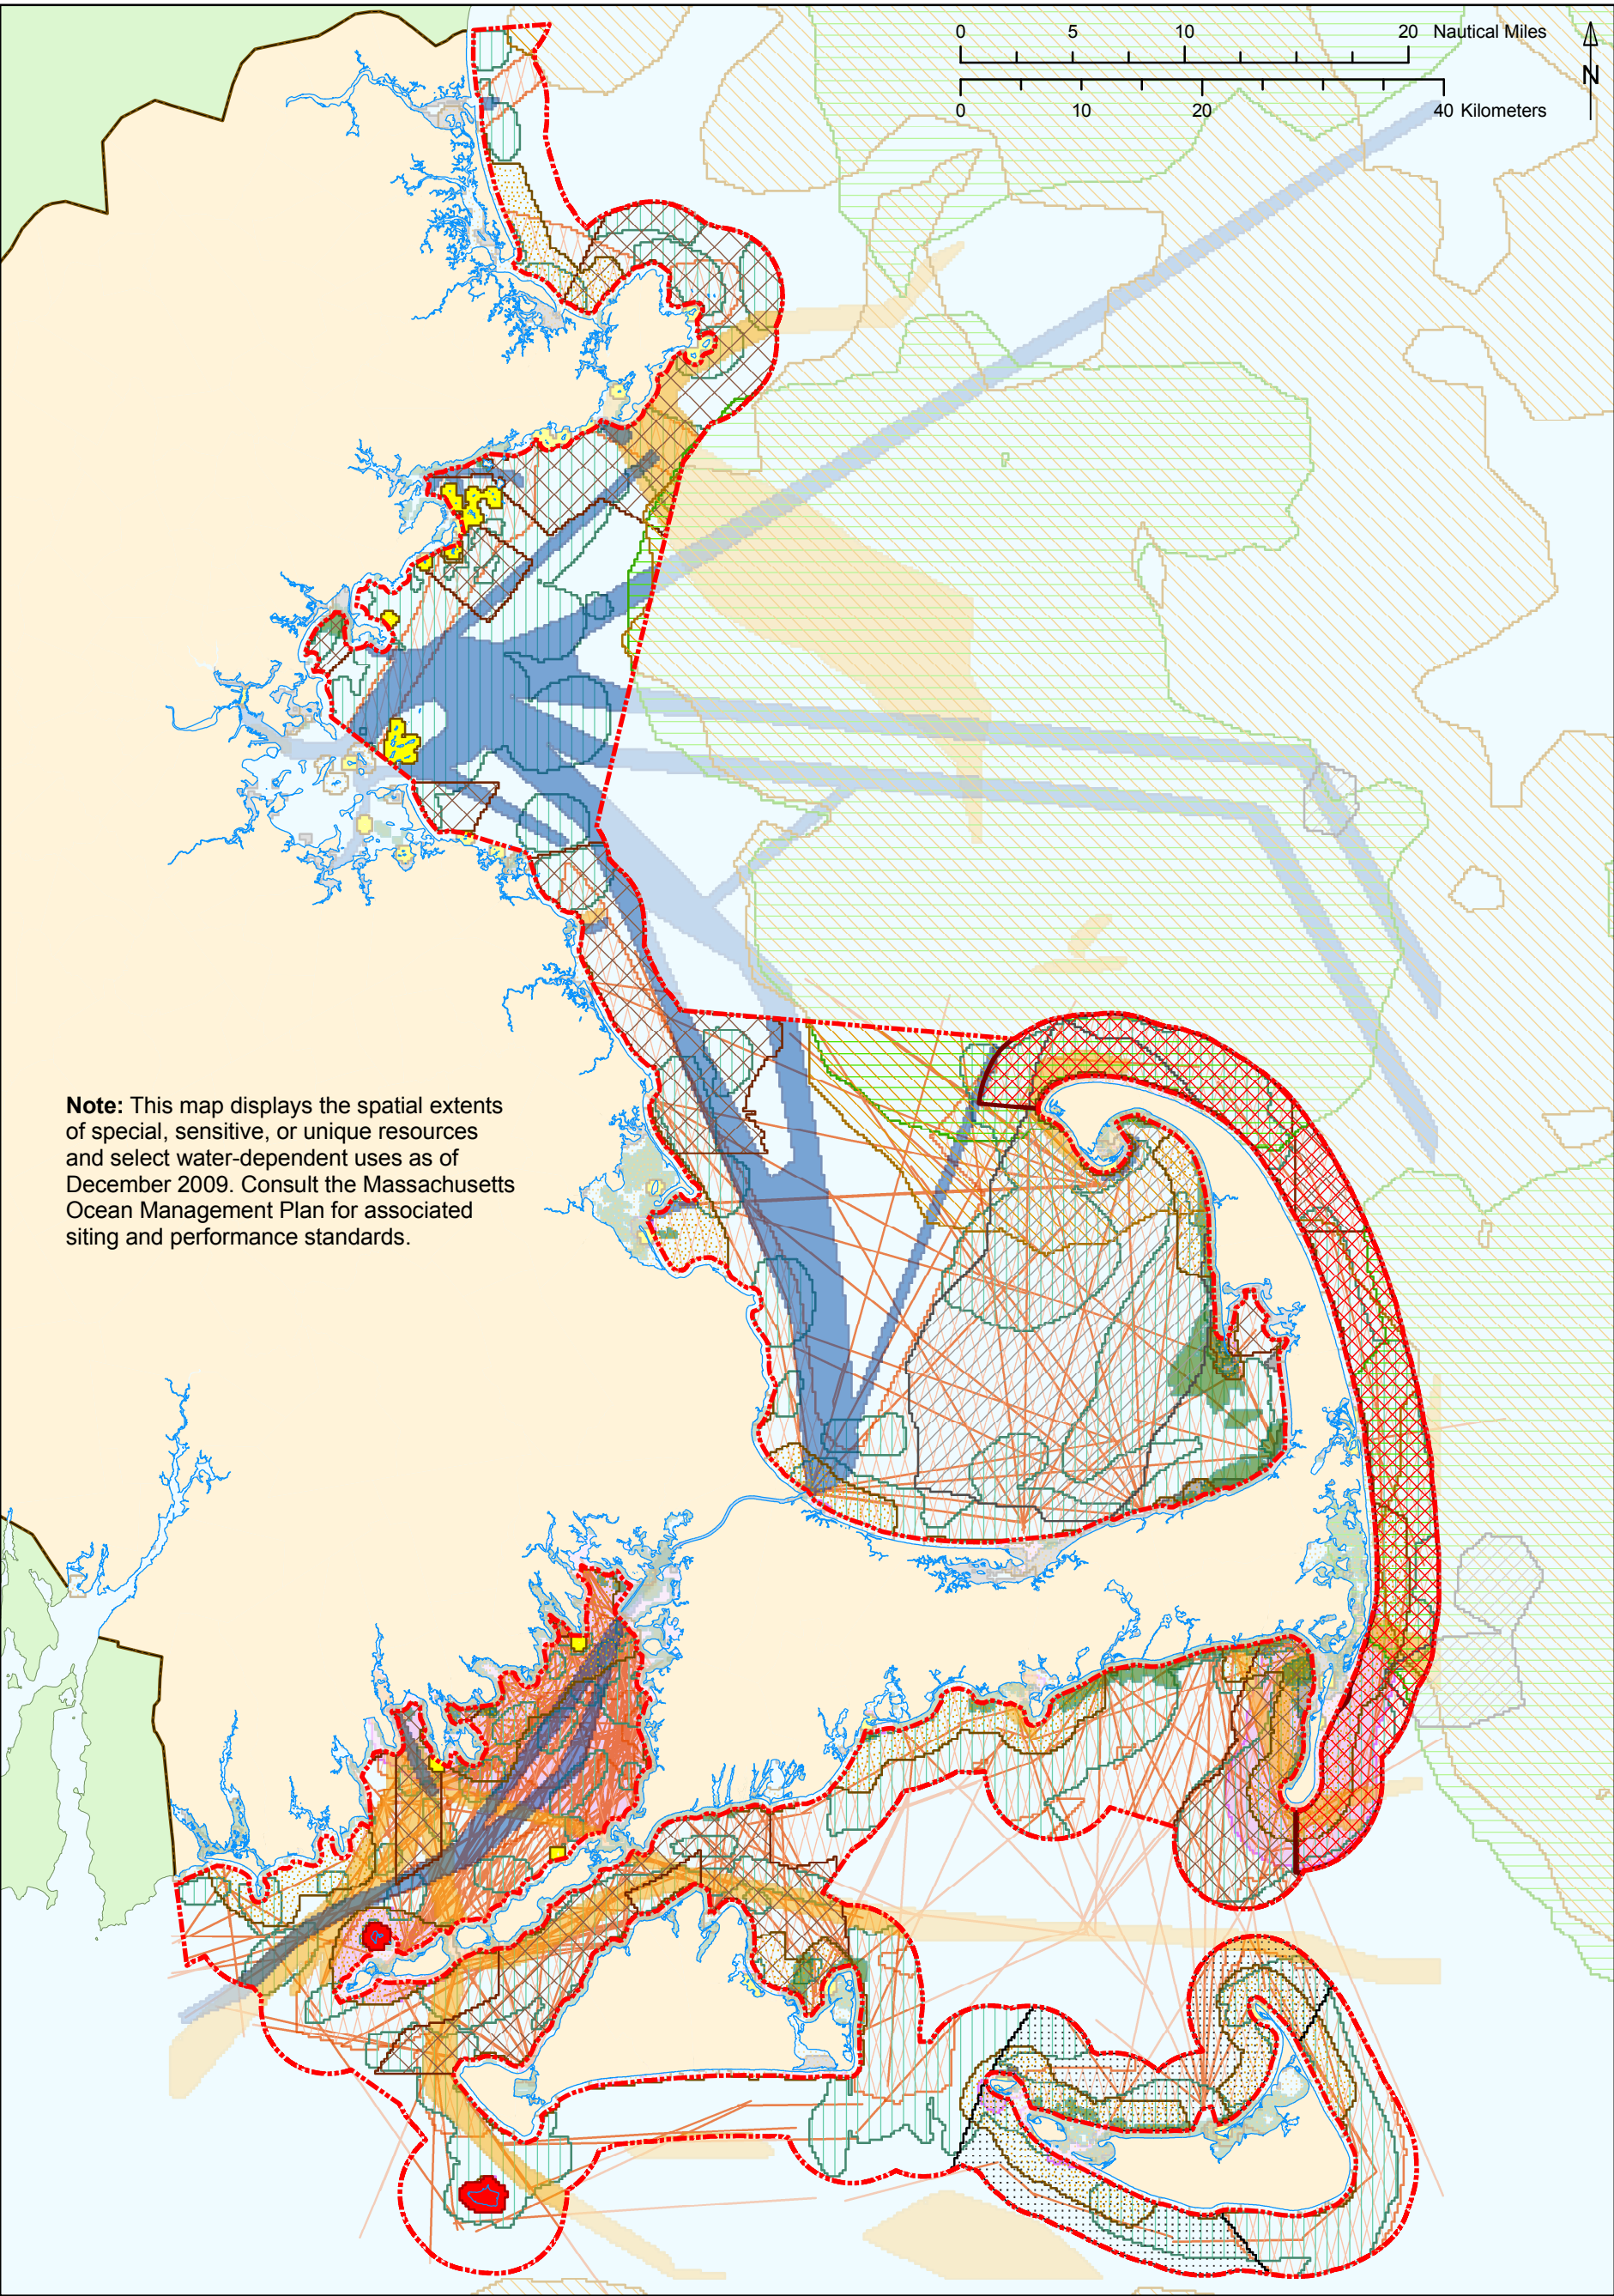 0 5 10 20 Nautical Miles
N
0 10 20 40 Kilometers
Note: This map displays the spatial extents
of special, sensitive, or unique resources
and select water-dependent uses as of
December 2009. Consult the Massachusetts
Ocean Management Plan for associated
siting and performance standards.